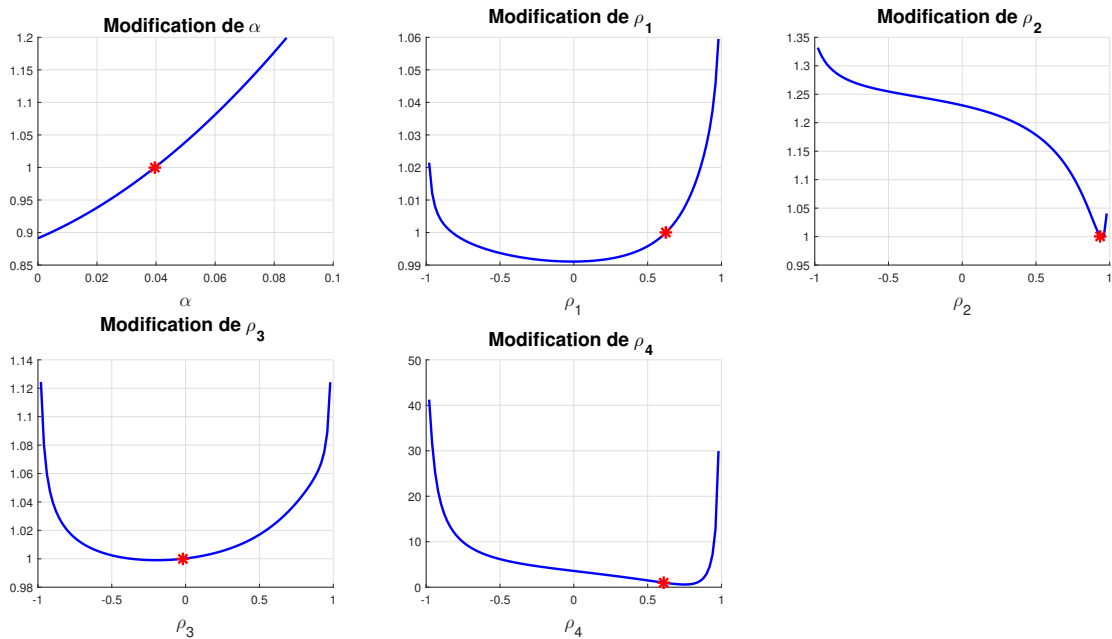 Modification de α
1.2
1.15
1.1
1.05
1
0.95
0.9
0.85
0 0.02 0.04 0.06 0.08 0.1
α
Modification de ρ1
1.06
1.05
1.04
1.03
1.02
1.01
1
0.99
-1 -0.5 0 0.5 1
ρ1
Modification de ρ2
1.35
1.3
1.25
1.2
1.15
1.1
1.05
1
0.95
-1 -0.5 0 0.5 1
ρ2
Modification de ρ3
1.14
1.12
1.1
1.08
1.06
1.04
1.02
1
0.98
-1 -0.5 0 0.5 1
ρ3
Modification de ρ4
50
40
30
20
10
0
-1 -0.5 0 0.5 1
ρ4